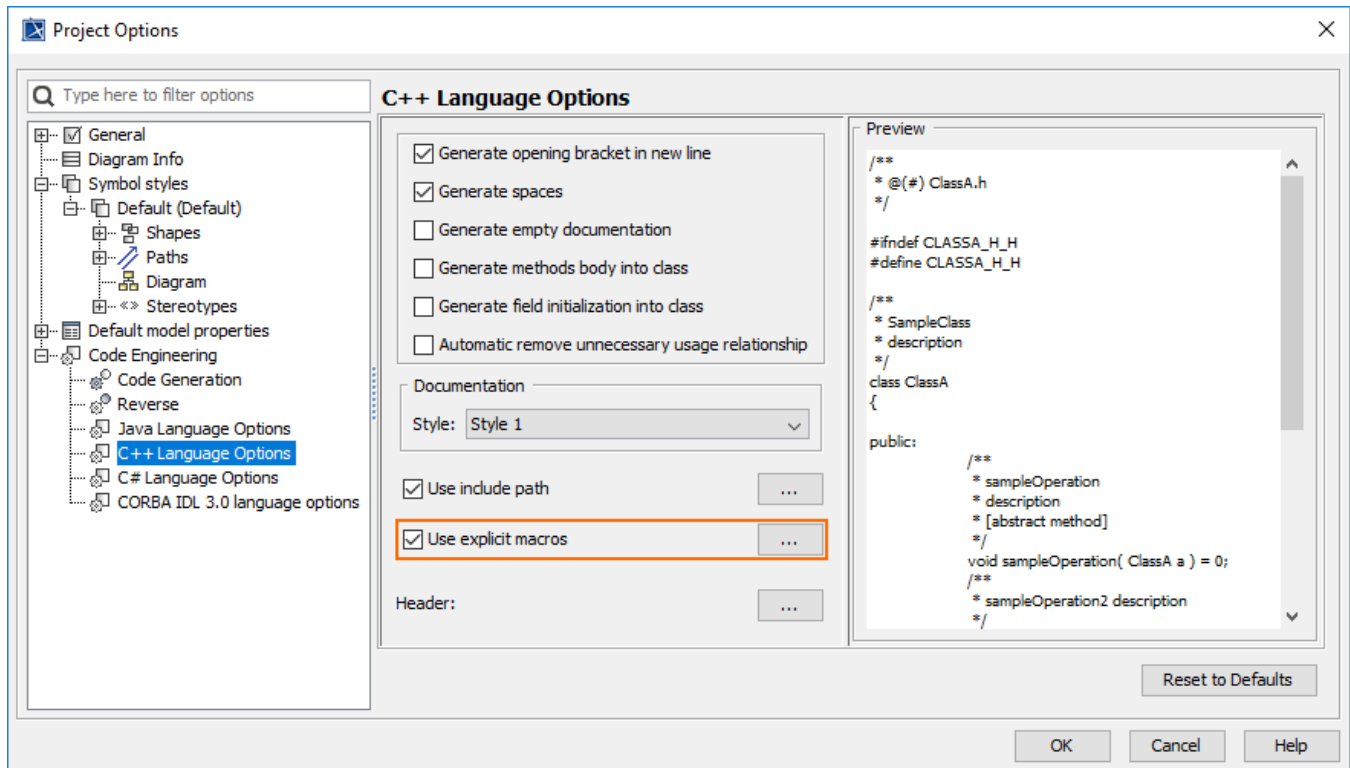 Project Options
Type here to filter options
General
Diagram Info
Symbol styles
Default (Default)
Shapes
Paths
Diagram
«» Stereotypes
Default model properties
Code Engineering
Code Generation
Reverse
Java Language Options
C++ Language Options
C# Language Options
CORBA IDL 3.0 language options
C++ Language Options
Generate opening bracket in new line
Generate spaces
Generate empty documentation
Generate methods body into class
Generate field initialization into class
Automatic remove unnecessary usage relationship
Documentation
Style: Style 1
Use include path ...
Use explicit macros ...
Header: ...
Preview
/**
* @(#) ClassA.h
*/
#ifndef CLASSA_H_H
#define CLASSA_H_H
/**
* SampleClass
* description
*/
class ClassA
{
public:
/**
* sampleOperation
* description
* [abstract method]
*/
void sampleOperation( ClassA a ) = 0;
/**
* sampleOperation2 description
*/
Reset to Defaults
OK Cancel Help